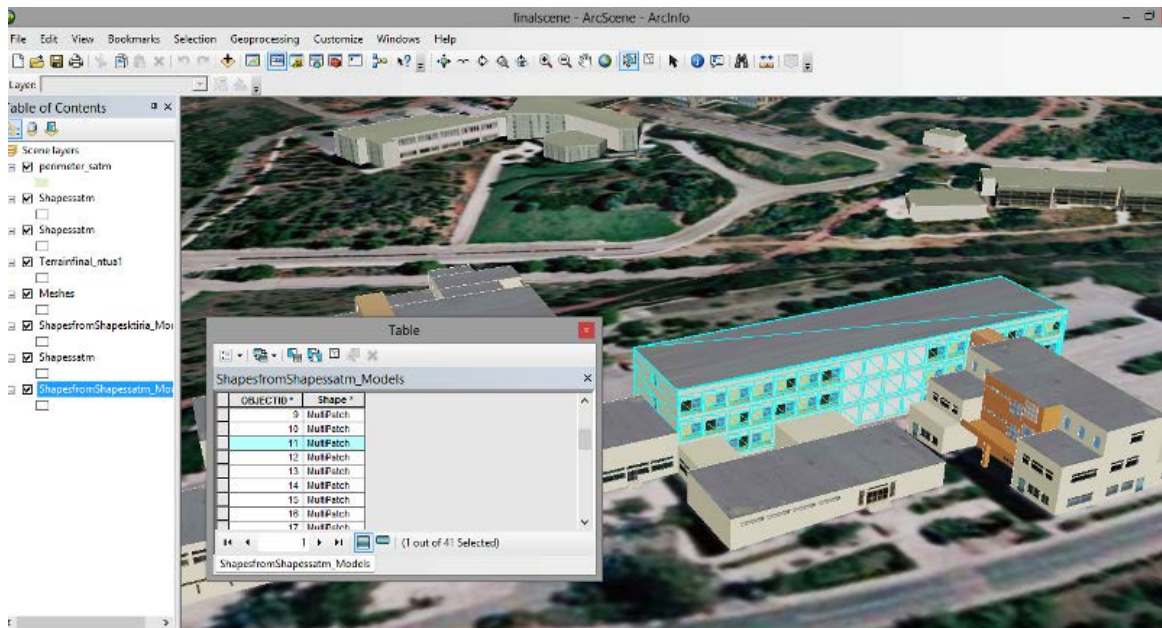 finalscene - ArcScene - ArcInfo
File Edit View Bookmarks Selection Geoprocessing Customize Windows Help
Layer:
Table of Contents
Scene layers
perimeter_satm
Shapessatm
Shapessatm
Terrainfinal_ntua1
Meshes
ShapesfromShapesktiria_Mo
Shapessatm
ShapesfromShapessatm_Mo
Table
ShapesfromShapessatm_Models
OBJECTID * Shape *
9 MultiPatch
10 MultiPatch
11 MultiPatch
12 MultiPatch
13 MultiPatch
14 MultiPatch
15 MultiPatch
16 MultiPatch
17 MultiPatch
1 (1 out of 41 Selected)
ShapesfromShapessatm_Models